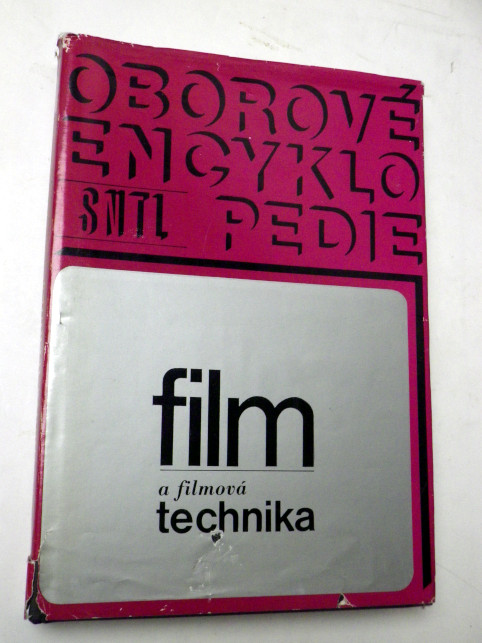 OBOROVÉ
ENCYKLO
SNTL PEDIE
film
a filmová
technika